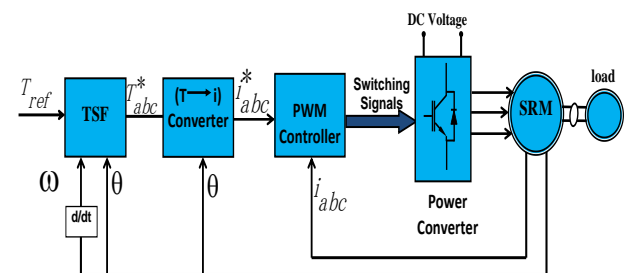 DC Voltage
T_ref
TSF
T*_abc
(T → i)
Converter
i*_abc
PWM
Controller
Switching
Signals
SRM
load
ω
θ
θ
d/dt
i_abc
Power
Converter